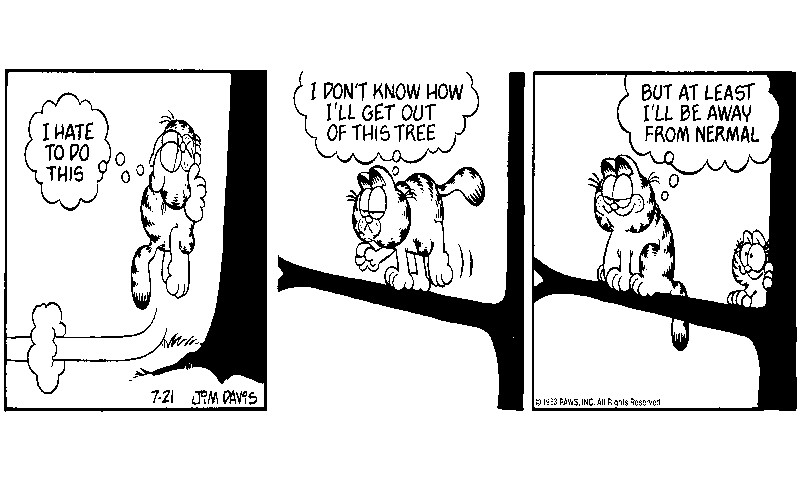 I HATE
TO DO
THIS
7-21 JIM DAVIS
I DON'T KNOW HOW
I'LL GET OUT
OF THIS TREE
BUT AT LEAST
I'LL BE AWAY
FROM NERMAL
PAWS, INC. All Rights Reserved